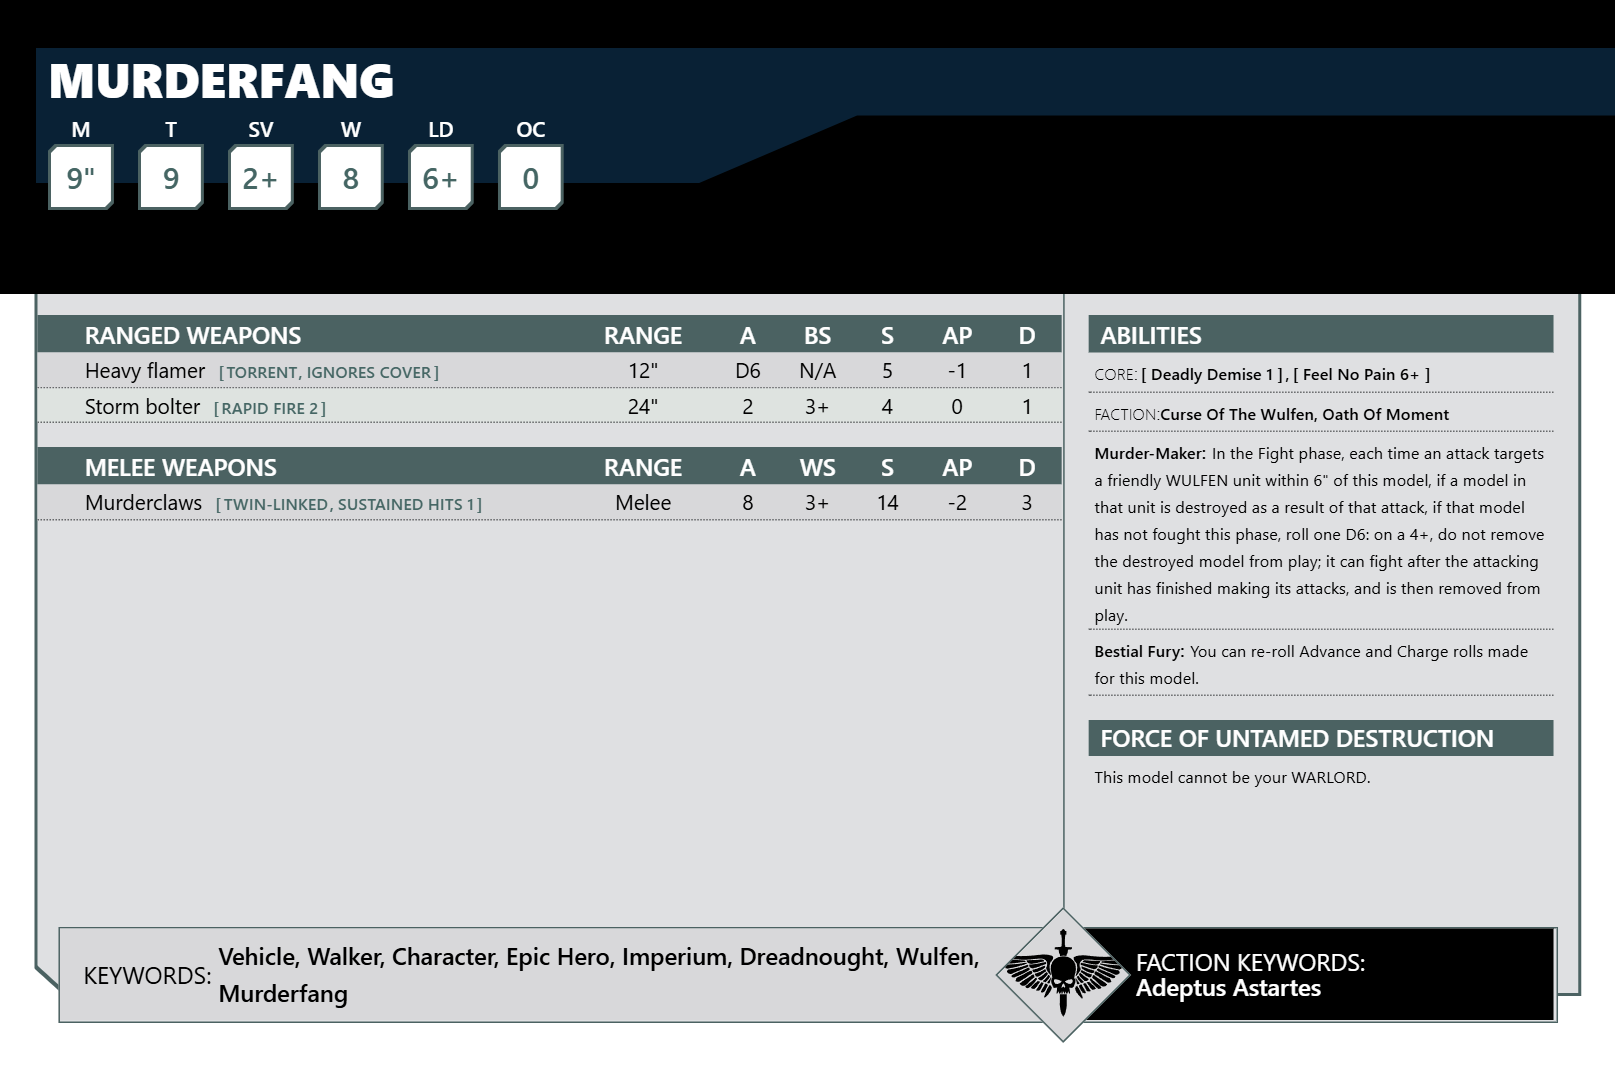 MURDERFANG
M T SV W LD OC
9" 9 2+ 8 6+ 0
RANGED WEAPONS RANGE A BS S AP D
Heavy flamer [TORRENT, IGNORES COVER] 12" D6 N/A 5 -1 1
Storm bolter [RAPID FIRE 2] 24" 2 3+ 4 0 1
MELEE WEAPONS RANGE A WS S AP D
Murderclaws [TWIN-LINKED, SUSTAINED HITS 1] Melee 8 3+ 14 -2 3
ABILITIES
CORE: [ Deadly Demise 1 ] , [ Feel No Pain 6+ ]
FACTION:Curse Of The Wulfen, Oath Of Moment
Murder-Maker: In the Fight phase, each time an attack targets
a friendly WULFEN unit within 6" of this model, if a model in
that unit is destroyed as a result of that attack, if that model
has not fought this phase, roll one D6: on a 4+, do not remove
the destroyed model from play; it can fight after the attacking
unit has finished making its attacks, and is then removed from
play.
Bestial Fury: You can re-roll Advance and Charge rolls made
for this model.
FORCE OF UNTAMED DESTRUCTION
This model cannot be your WARLORD.
KEYWORDS: Vehicle, Walker, Character, Epic Hero, Imperium, Dreadnought, Wulfen,
Murderfang
FACTION KEYWORDS:
Adeptus Astartes